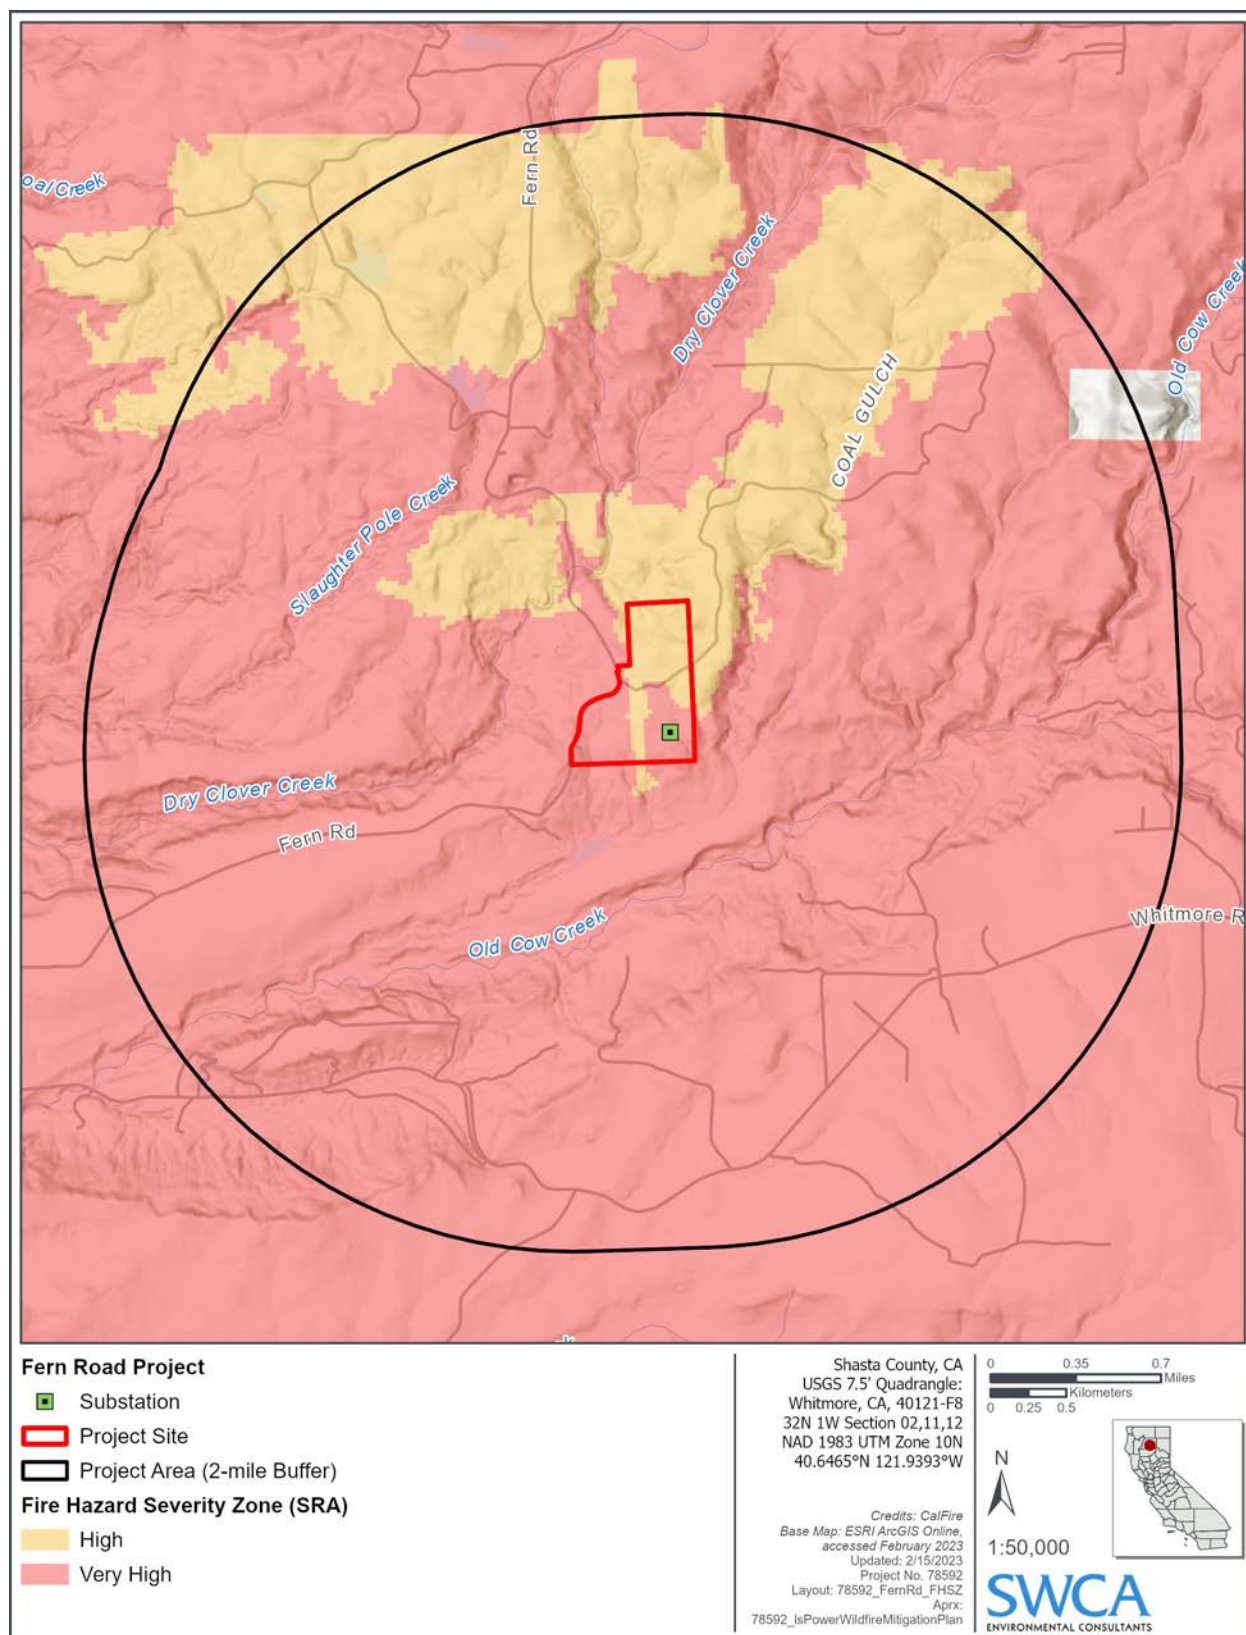 Fern Rd
oal Creek
Dry Clover Creek
Old Cow Creek
COAL GULCH
Slaughter Pole Creek
Dry Clover Creek
Fern Rd
Old Cow Creek
Whitmore R
Fern Road Project
Substation
Project Site
Project Area (2-mile Buffer)
Fire Hazard Severity Zone (SRA)
High
Very High
Shasta County, CA
USGS 7.5' Quadrangle:
Whitmore, CA, 40121-F8
32N 1W Section 02,11,12
NAD 1983 UTM Zone 10N
40.6465°N 121.9393°W
Credits: CalFire
Base Map: ESRI ArcGIS Online,
accessed February 2023
Updated: 2/15/2023
Project No. 78592
Layout: 78592_FernRd_FHSZ
Aprx:
78592_IsPowerWildfireMitigationPlan
0 0.35 0.7
Miles
Kilometers
0 0.25 0.5
N
1:50,000
SWCA
ENVIRONMENTAL CONSULTANTS